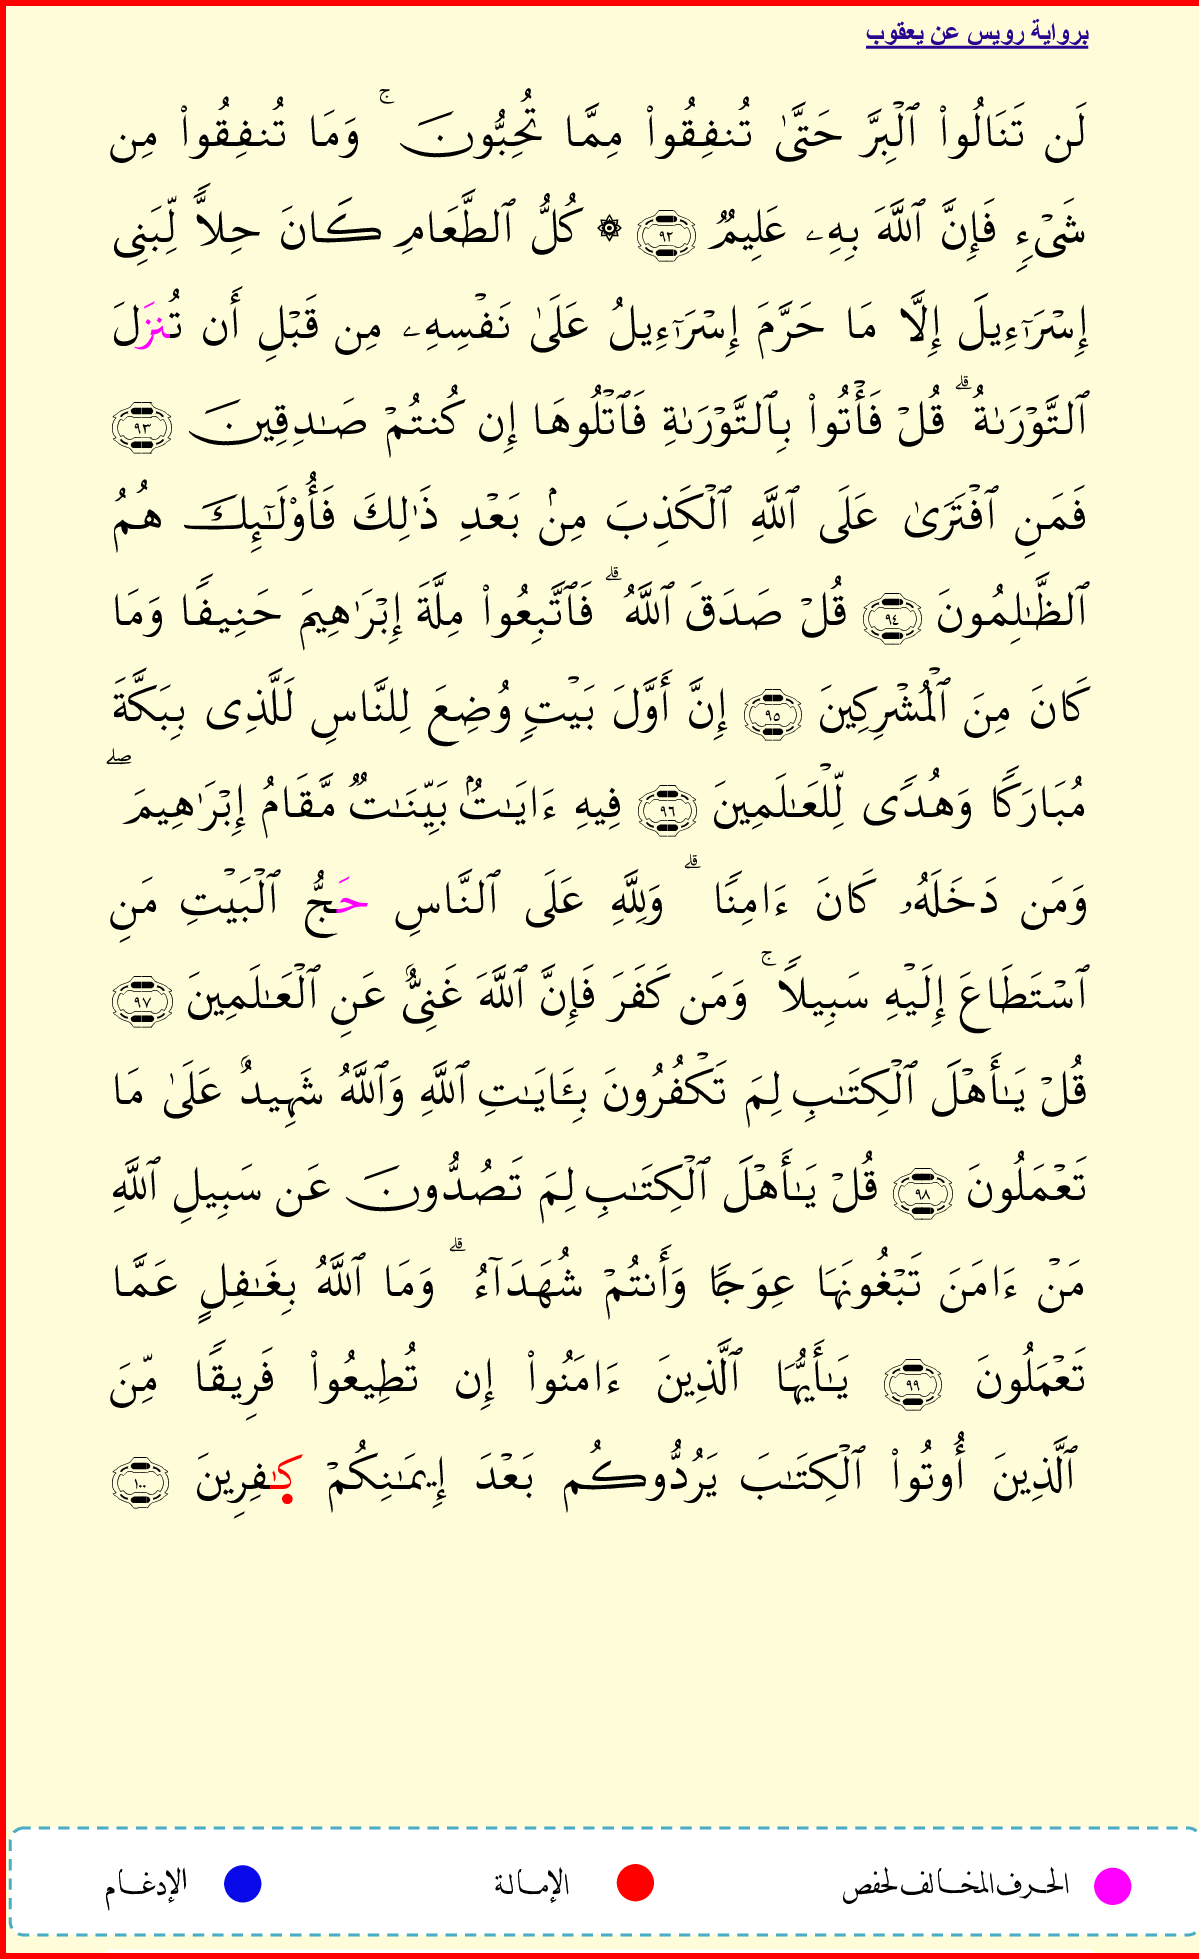 برواية رويس عن يعقوب
لَن تَنَالُوا۟ ٱلْبِرَّ حَتَّىٰ تُنفِقُوا۟ مِمَّا تُحِبُّونَ ۚ وَمَا تُنفِقُوا۟ مِن
شَىْءٍ فَإِنَّ ٱللَّهَ بِهِۦ عَلِيمٌ ٩٢ ۞ كُلُّ ٱلطَّعَامِ كَانَ حِلًّا لِّبَنِى
إِسْرَٰٓءِيلَ إِلَّا مَا حَرَّمَ إِسْرَٰٓءِيلُ عَلَىٰ نَفْسِهِۦ مِن قَبْلِ أَن تُنزَلَ
ٱلتَّوْرَىٰةُ ۗ قُلْ فَأْتُوا۟ بِٱلتَّوْرَىٰةِ فَٱتْلُوهَا إِن كُنتُمْ صَـٰدِقِينَ ٩٣
فَمَنِ ٱفْتَرَىٰ عَلَى ٱللَّهِ ٱلْكَذِبَ مِنۢ بَعْدِ ذَٰلِكَ فَأُو۟لَـٰٓئِكَ هُمُ
ٱلظَّـٰلِمُونَ ٩٤ قُلْ صَدَقَ ٱللَّهُ ۗ فَٱتَّبِعُوا۟ مِلَّةَ إِبْرَٰهِيمَ حَنِيفًا وَمَا
كَانَ مِنَ ٱلْمُشْرِكِينَ ٩٥ إِنَّ أَوَّلَ بَيْتٍ وُضِعَ لِلنَّاسِ لَلَّذِى بِبَكَّةَ
مُبَارَكًا وَهُدًى لِّلْعَـٰلَمِينَ ٩٦ فِيهِ ءَايَـٰتٌۢ بَيِّنَـٰتٌ مَّقَامُ إِبْرَٰهِيمَ ۖ
وَمَن دَخَلَهُۥ كَانَ ءَامِنًا ۗ وَلِلَّهِ عَلَى ٱلنَّاسِ حَجُّ ٱلْبَيْتِ مَنِ
ٱسْتَطَاعَ إِلَيْهِ سَبِيلًا ۚ وَمَن كَفَرَ فَإِنَّ ٱللَّهَ غَنِىٌّ عَنِ ٱلْعَـٰلَمِينَ ٩٧
قُلْ يَـٰٓأَهْلَ ٱلْكِتَـٰبِ لِمَ تَكْفُرُونَ بِـَٔايَـٰتِ ٱللَّهِ وَٱللَّهُ شَهِيدٌ عَلَىٰ مَا
تَعْمَلُونَ ٩٨ قُلْ يَـٰٓأَهْلَ ٱلْكِتَـٰبِ لِمَ تَصُدُّونَ عَن سَبِيلِ ٱللَّهِ
مَنْ ءَامَنَ تَبْغُونَهَا عِوَجًا وَأَنتُمْ شُهَدَآءُ ۗ وَمَا ٱللَّهُ بِغَـٰفِلٍ عَمَّا
تَعْمَلُونَ ٩٩ يَـٰٓأَيُّهَا ٱلَّذِينَ ءَامَنُوا۟ إِن تُطِيعُوا۟ فَرِيقًا مِّنَ
ٱلَّذِينَ أُوتُوا۟ ٱلْكِتَـٰبَ يَرُدُّوكُم بَعْدَ إِيمَـٰنِكُمْ كَـٰفِرِينَ ١٠٠
الحرف المخالف لحفص الإمالة الإدغام